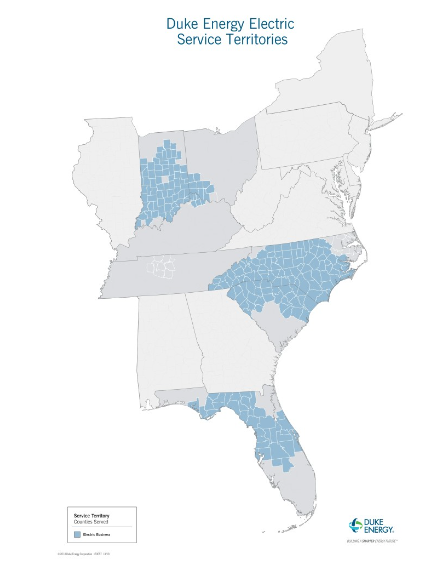 Duke Energy Electric
Service Territories
Service Territory
Counties Served
Electric Business
DUKE
ENERGY.